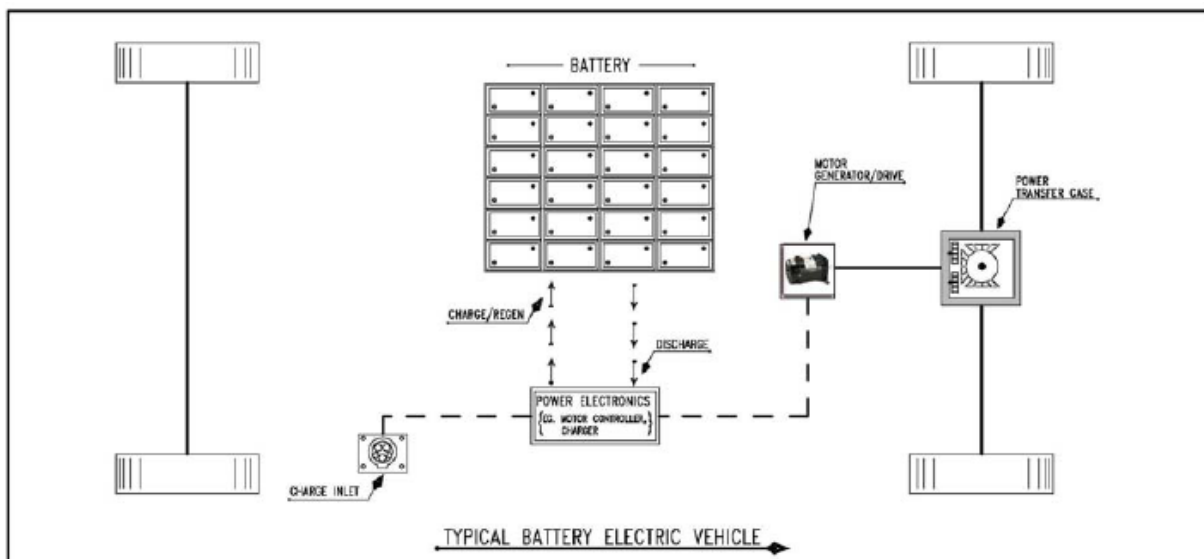 BATTERY
MOTOR
GENERATOR/DRIVE
POWER
TRANSFER CASE
CHARGE/REGEN
DISCHARGE
POWER ELECTRONICS
{EG. MOTOR CONTROLLER,}
CHARGER
CHARGE INLET
TYPICAL BATTERY ELECTRIC VEHICLE